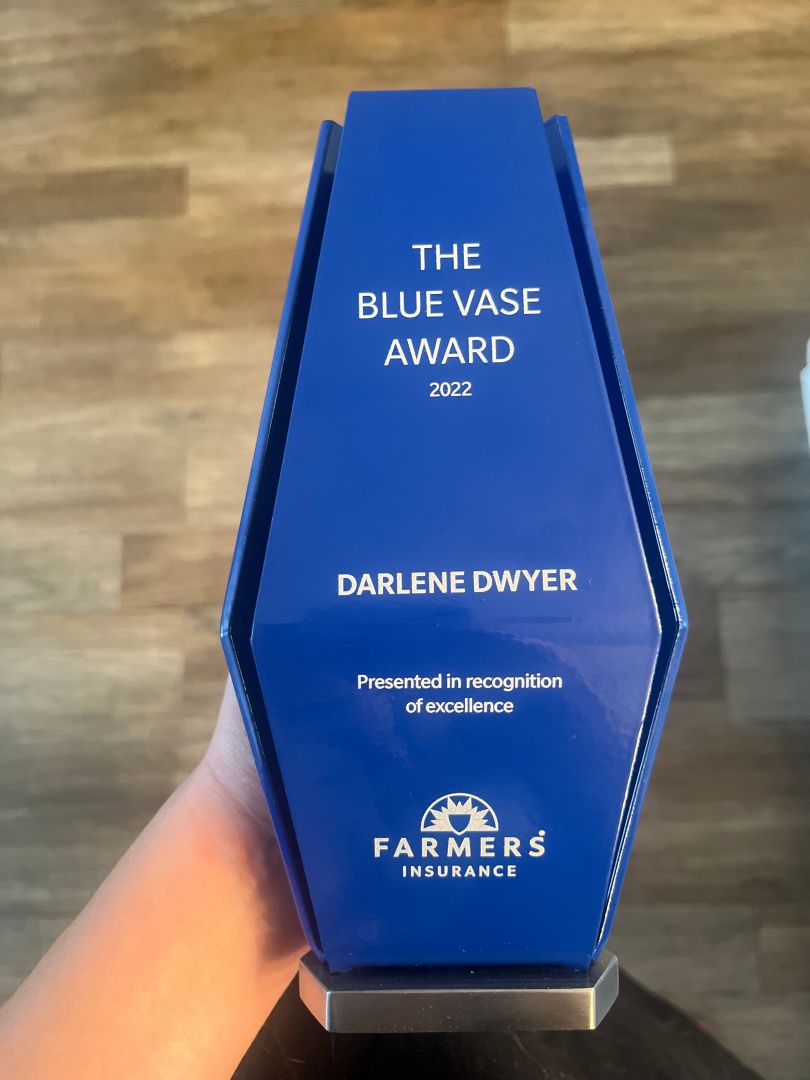 THE
BLUE VASE
AWARD
2022
DARLENE DWYER
Presented in recognition
of excellence
FARMERS
INSURANCE